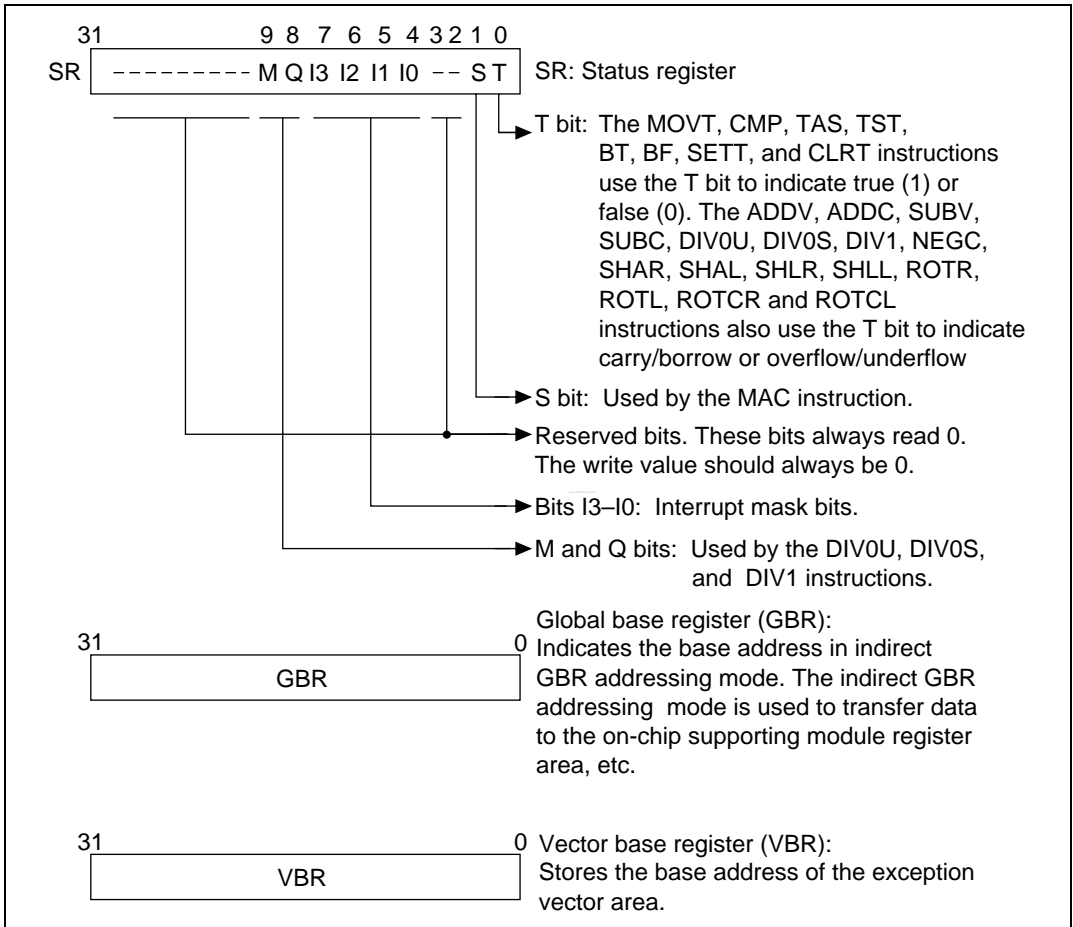 31 9 8 7 6 5 4 3 2 1 0
SR - - - - - - - - - M Q I3 I2 I1 I0 - - S T SR: Status register
T bit: The MOVT, CMP, TAS, TST,
BT, BF, SETT, and CLRT instructions
use the T bit to indicate true (1) or
false (0). The ADDV, ADDC, SUBV,
SUBC, DIV0U, DIV0S, DIV1, NEGC,
SHAR, SHAL, SHLR, SHLL, ROTR,
ROTL, ROTCR and ROTCL
instructions also use the T bit to indicate
carry/borrow or overflow/underflow
S bit: Used by the MAC instruction.
Reserved bits. These bits always read 0.
The write value should always be 0.
Bits I3–I0: Interrupt mask bits.
M and Q bits: Used by the DIV0U, DIV0S,
and DIV1 instructions.
Global base register (GBR):
31 0 Indicates the base address in indirect
GBR GBR addressing mode. The indirect GBR
addressing mode is used to transfer data
to the on-chip supporting module register
area, etc.
31 0 Vector base register (VBR):
VBR Stores the base address of the exception
vector area.